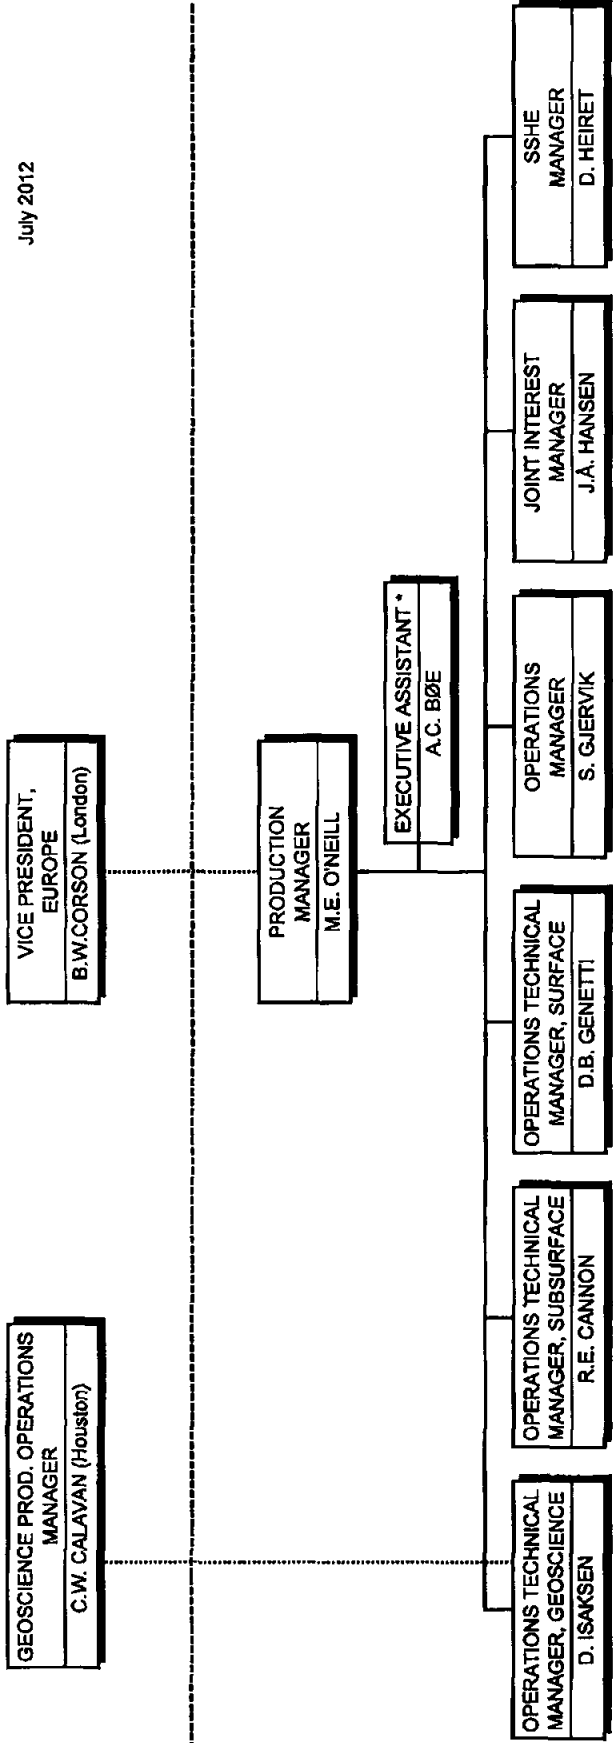 July 2012
GEOSCIENCE PROD. OPERATIONS
MANAGER
C.W. CALAVAN (Houston)
VICE PRESIDENT,
EUROPE
B.W.CORSON (London)
PRODUCTION
MANAGER
M.E. O'NEILL
EXECUTIVE ASSISTANT *
A.C. BØE
OPERATIONS TECHNICAL
MANAGER, GEOSCIENCE
D. ISAKSEN
OPERATIONS TECHNICAL
MANAGER, SUBSURFACE
R.E. CANNON
OPERATIONS TECHNICAL
MANAGER, SURFACE
D.B. GENETTI
OPERATIONS
MANAGER
S. GJERVIK
JOINT INTEREST
MANAGER
J.A. HANSEN
SSHE
MANAGER
D. HEIRET